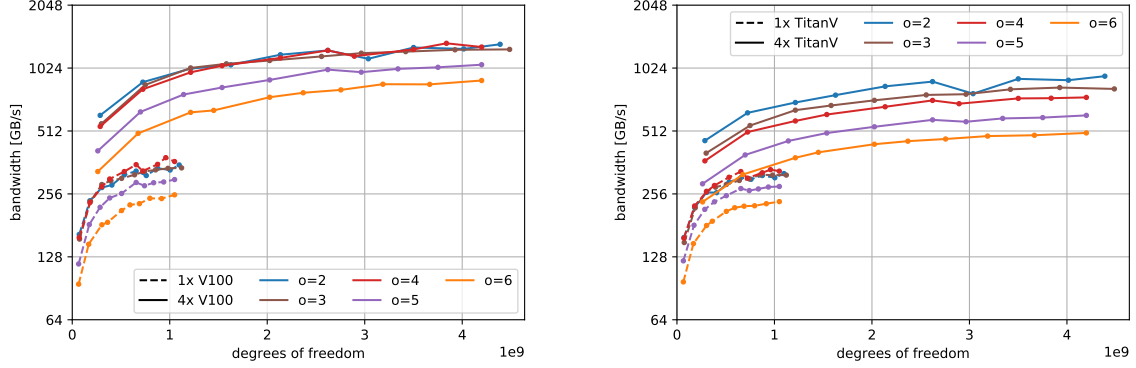 2048
1024
512
256
128
64
bandwidth [GB/s]
1x V100 o=2 o=4 o=6
4x V100 o=3 o=5
0 1 2 3 4
degrees of freedom 1e9
2048
1024
512
256
128
64
bandwidth [GB/s]
1x TitanV o=2 o=4 o=6
4x TitanV o=3 o=5
0 1 2 3 4
degrees of freedom 1e9